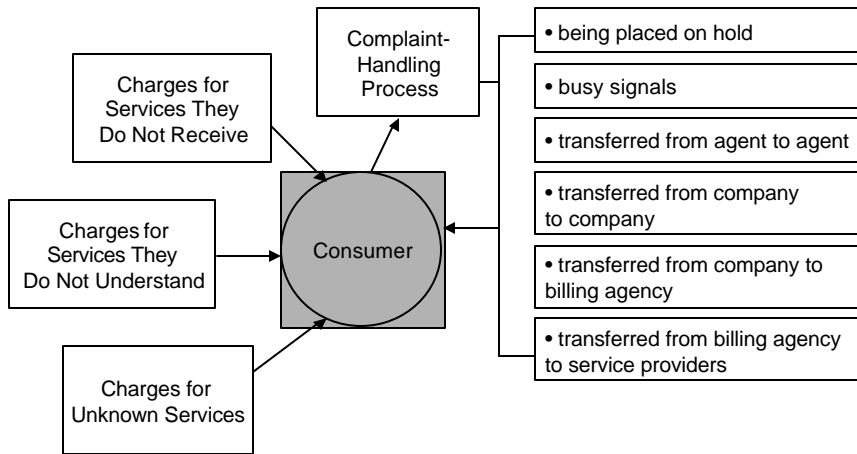 Complaint-
Handling
Process
Charges for
Services They
Do Not Receive
Charges for
Services They
Do Not Understand
Charges for
Unknown Services
Consumer
• being placed on hold
• busy signals
• transferred from agent to agent
• transferred from company
to company
• transferred from company to
billing agency
• transferred from billing agency
to service providers